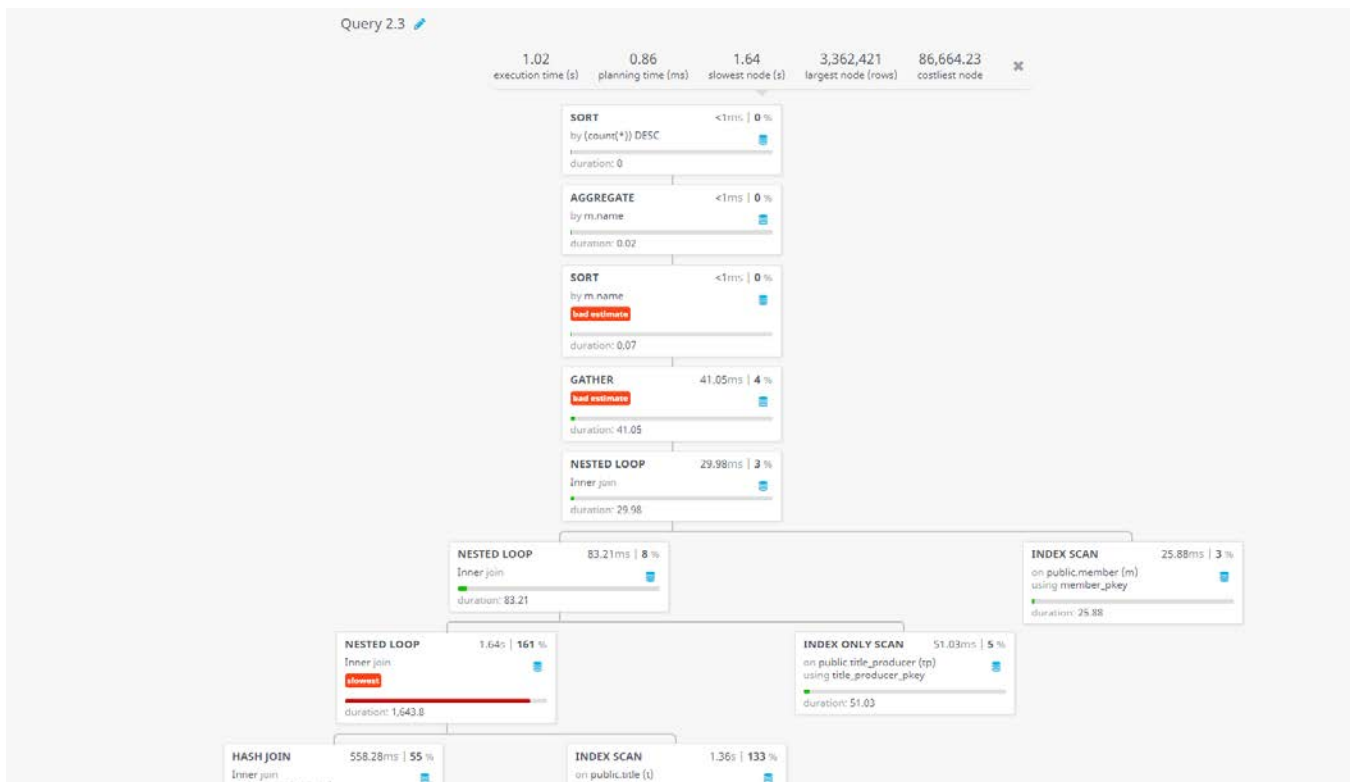 Query 2.3
1.02 0.86 1.64 3,362,421 86,664.23
execution time (s) planning time (ms) slowest node (s) largest node (rows) costliest node
SORT <1ms | 0 %
by (count(*)) DESC
duration: 0
AGGREGATE <1ms | 0 %
by m.name
duration: 0.02
SORT <1ms | 0 %
by m.name
bad estimate
duration: 0.07
GATHER 41.05ms | 4 %
bad estimate
duration: 41.05
NESTED LOOP 29.98ms | 3 %
Inner join
duration: 29.98
NESTED LOOP 83.21ms | 8 %
Inner join
duration: 83.21
INDEX SCAN 25.88ms | 3 %
on public.member (m)
using member_pkey
duration: 25.88
NESTED LOOP 1.64s | 161 %
Inner join
slowest
duration: 1,643.8
INDEX ONLY SCAN 51.03ms | 5 %
on public.title_producer (tp)
using title_producer_pkey
duration: 51.03
HASH JOIN 558.28ms | 55 %
Inner join
INDEX SCAN 1.36s | 133 %
on public.title (t)